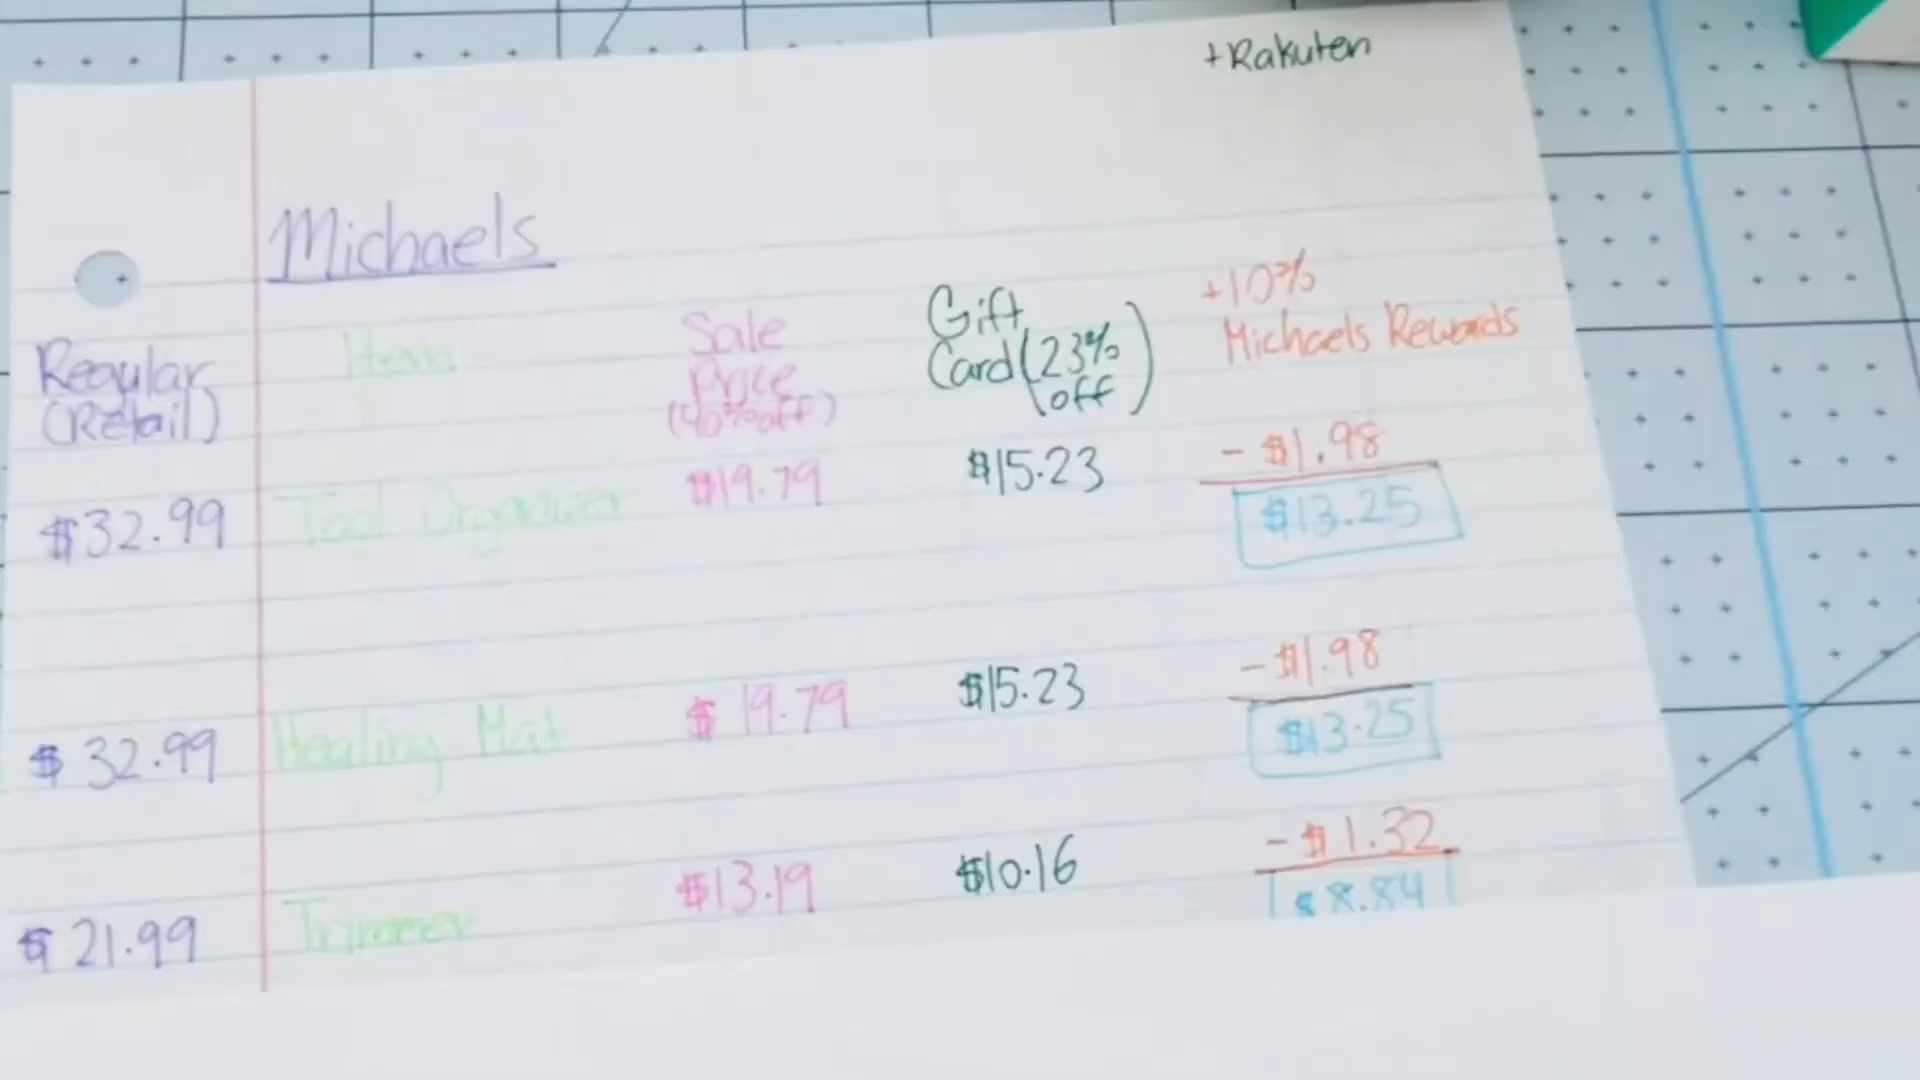 +Rakuten
Michaels
Regular (Retail)
Item
Sale Price (40% off)
Gift Card (23% off)
+10% Michaels Rewards
$32.99 Tool Organizer $19.79 $15.23 - $1.98
$13.25
$32.99 Healing Mat $19.79 $15.23 - $1.98
$13.25
$21.99 Trimmer $13.19 $10.16 - $1.32
$8.84